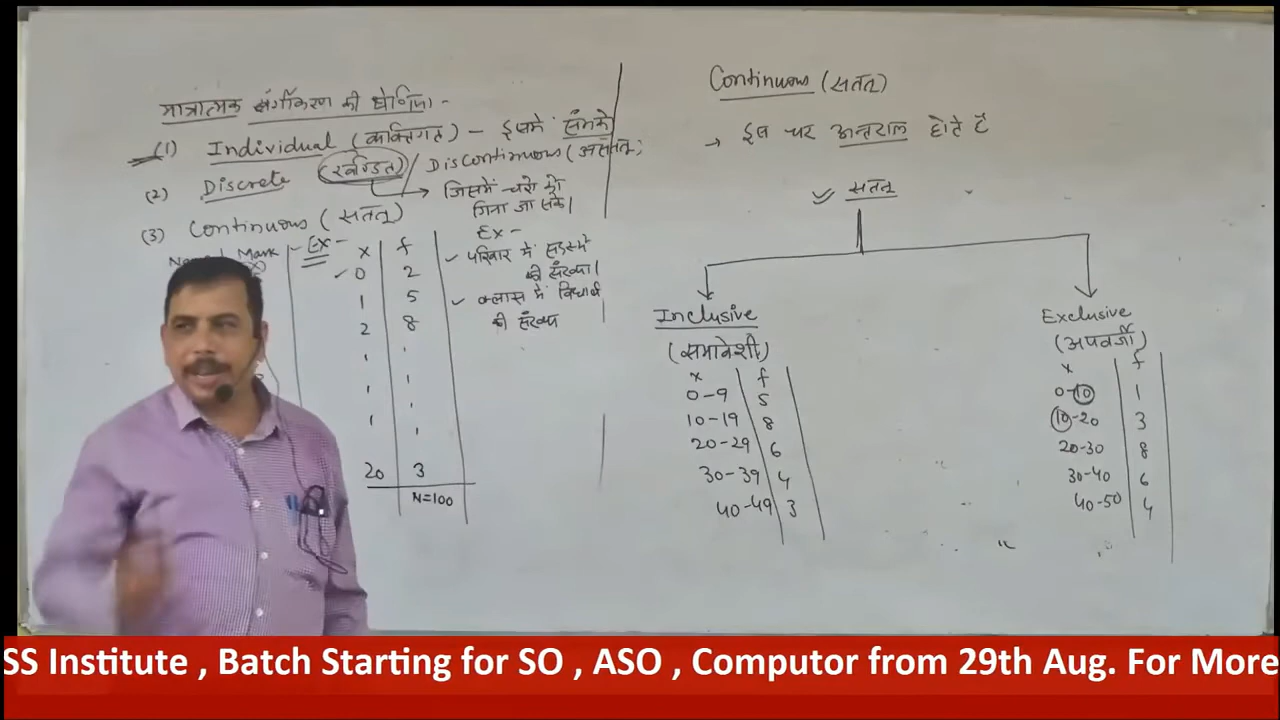 मात्रात्मक वर्गीकरण की श्रेणियां -
(1) Individual (व्यक्तिगत) - इसमें संमको
(2) Discrete (खण्डित) / Discontinuous (असतत्)
→ जिसमें चरो को
गिना जा सके।
Ex -
✓ परिवार में सदस्यो
की संख्या।
✓ क्लास में विद्यार्थी
की संख्या
(3) Continuous (सतत्)
Mark
Ex -
x f
✓ 0 2
1 5
2 8
20 3
N=100
Continuous (सतत्)
→ इस पर अन्तराल होते हैं
✓ सतत्
Inclusive
(समावेशी)
x f
0-9 5
10-19 8
20-29 6
30-39 4
40-49 3
Exclusive
(अपवर्जी)
x f
0-10 1
10-20 3
20-30 8
30-40 6
40-50 4
SS Institute , Batch Starting for SO , ASO , Computor from 29th Aug. For More